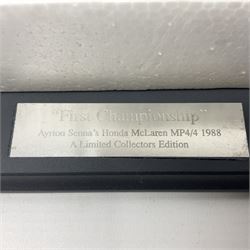 "First Championship"
Ayrton Senna's Honda McLaren MP4/4 1988
A Limited Collectors Edition